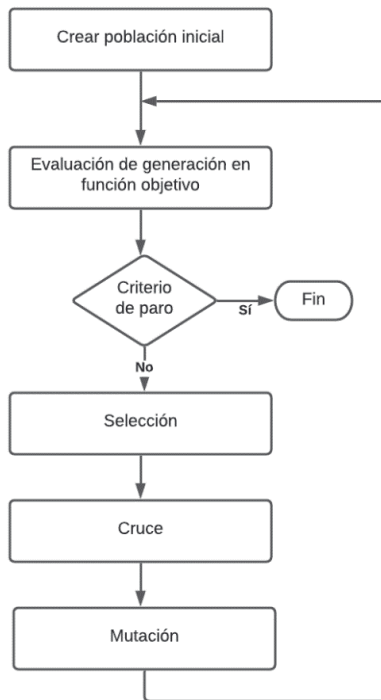 Crear población inicial
Evaluación de generación en
función objetivo
Criterio
de paro
Sí
Fin
No
Selección
Cruce
Mutación